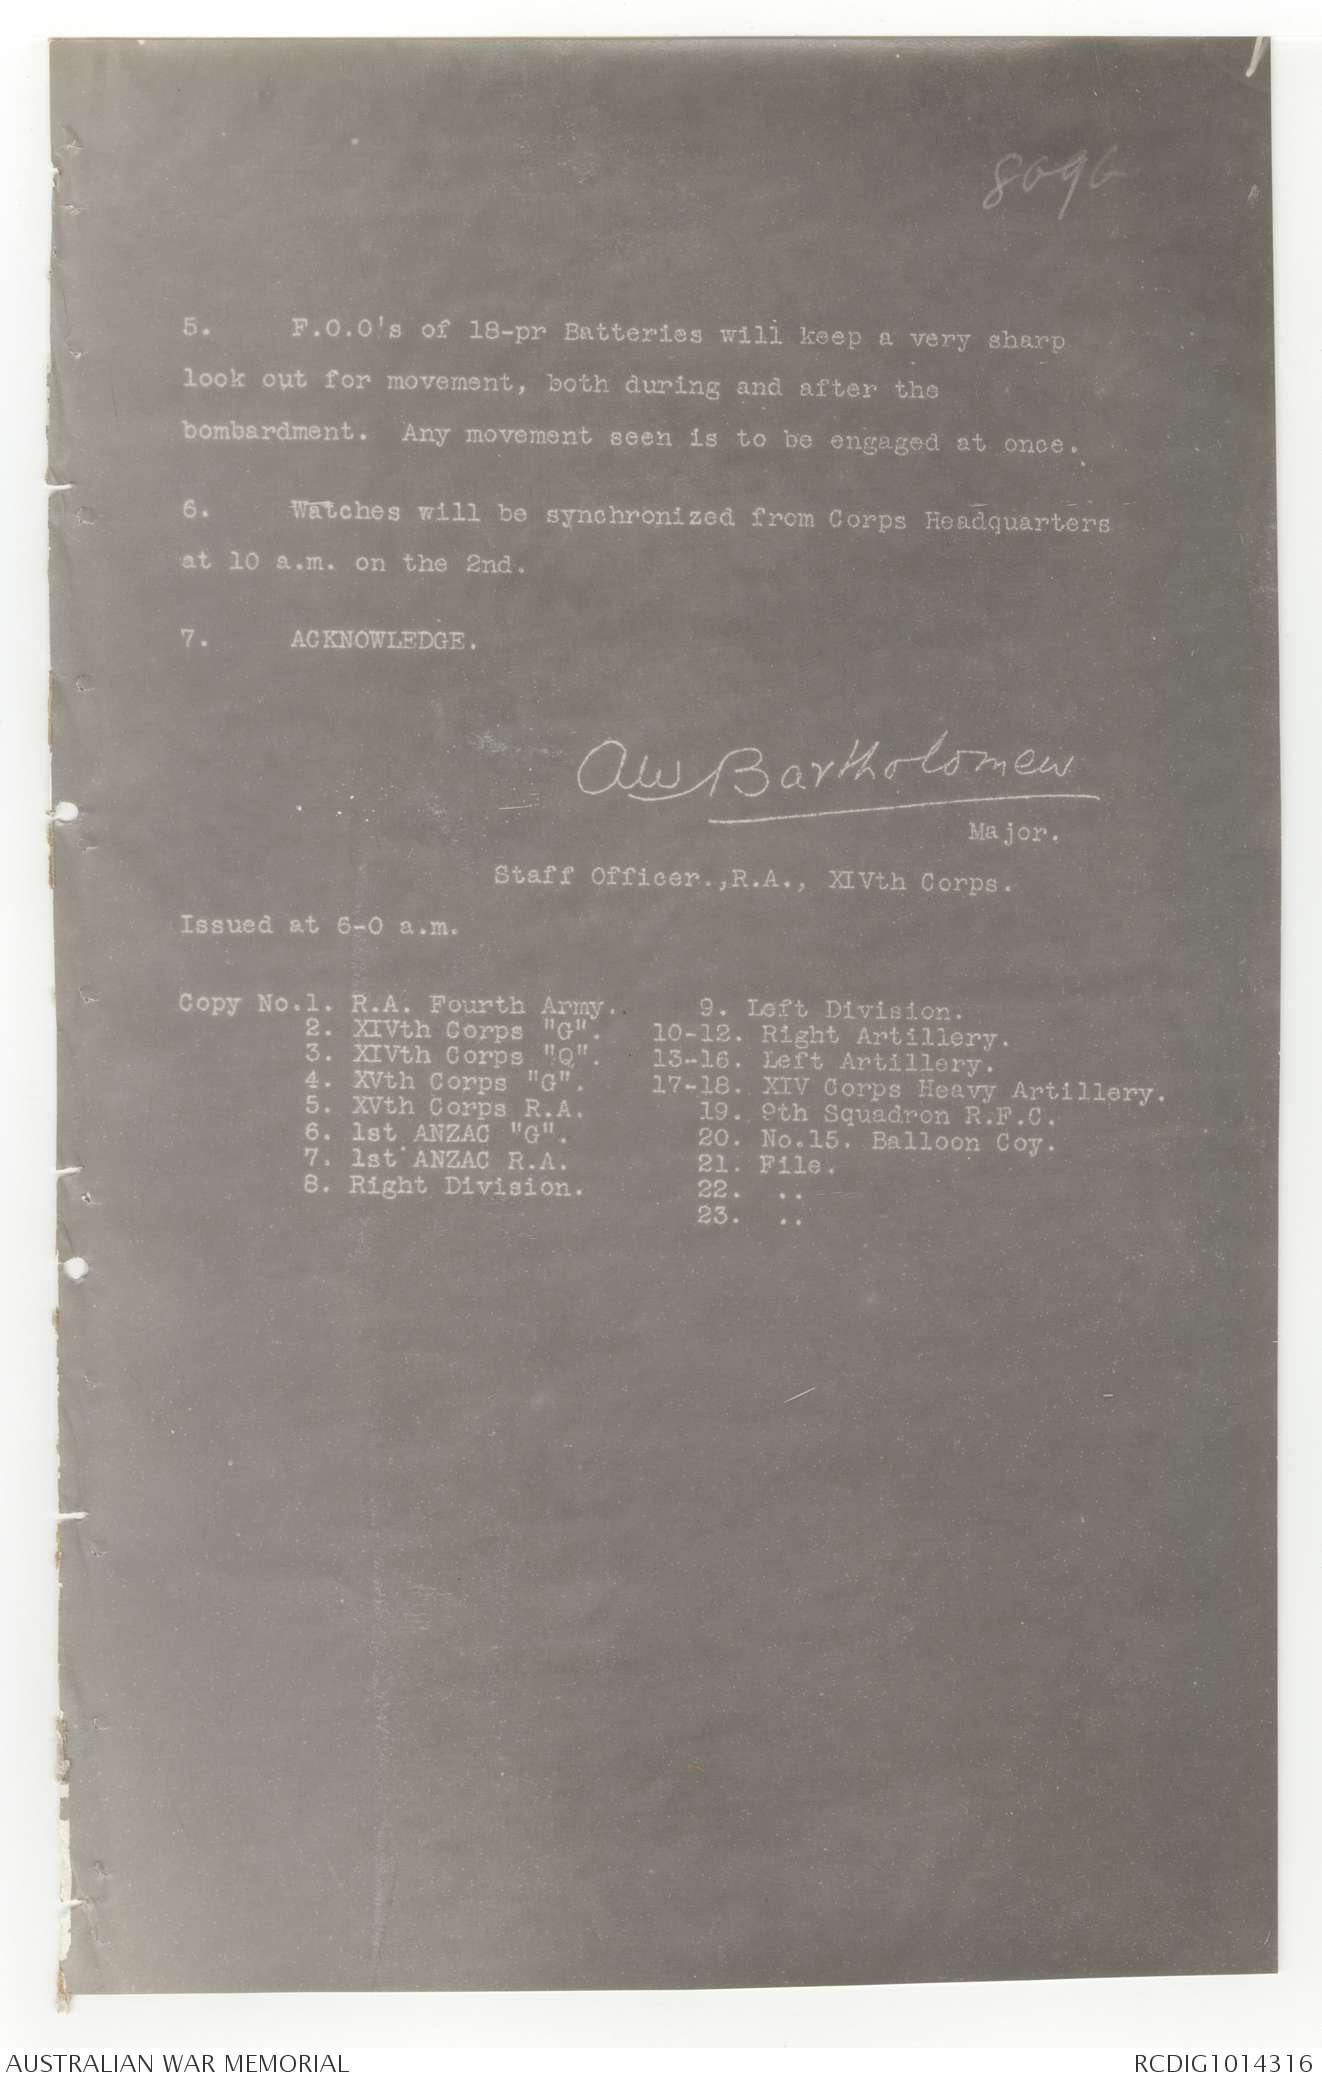 8096
5. F.O.O's of 18-pr Batteries will keep a very sharp
look out for movement, both during and after the
bombardment. Any movement seen is to be engaged at once.
6. Watches will be synchronized from Corps Headquarters
at 10 a.m. on the 2nd.
7. ACKNOWLEDGE.
AW Bartholomew
Major.
Staff Officer.,R.A., XIVth Corps.
Issued at 6-0 a.m.
Copy No.1. R.A. Fourth Army.
2. XIVth Corps "G".
3. XIVth Corps "Q".
4. XVth Corps "G".
5. XVth Corps R.A.
6. 1st ANZAC "G".
7. 1st ANZAC R.A.
8. Right Division.
9. Left Division.
10-12. Right Artillery.
13-16. Left Artillery.
17-18. XIV Corps Heavy Artillery.
19. 9th Squadron R.F.C.
20. No.15. Balloon Coy.
21. File.
22. ..
23. ..
AUSTRALIAN WAR MEMORIAL
RCDIG1014316